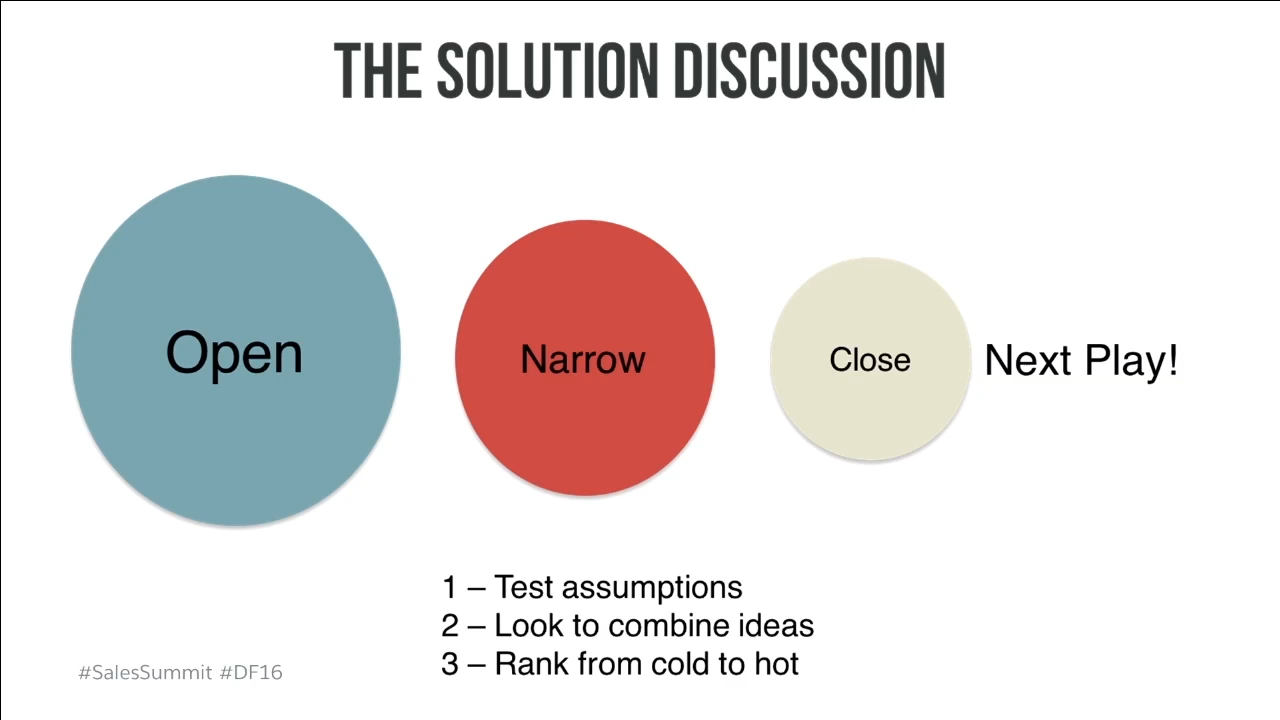 THE SOLUTION DISCUSSION
Open
Narrow
Close
Next Play!
1 – Test assumptions
2 – Look to combine ideas
3 – Rank from cold to hot
#SalesSummit #DF16